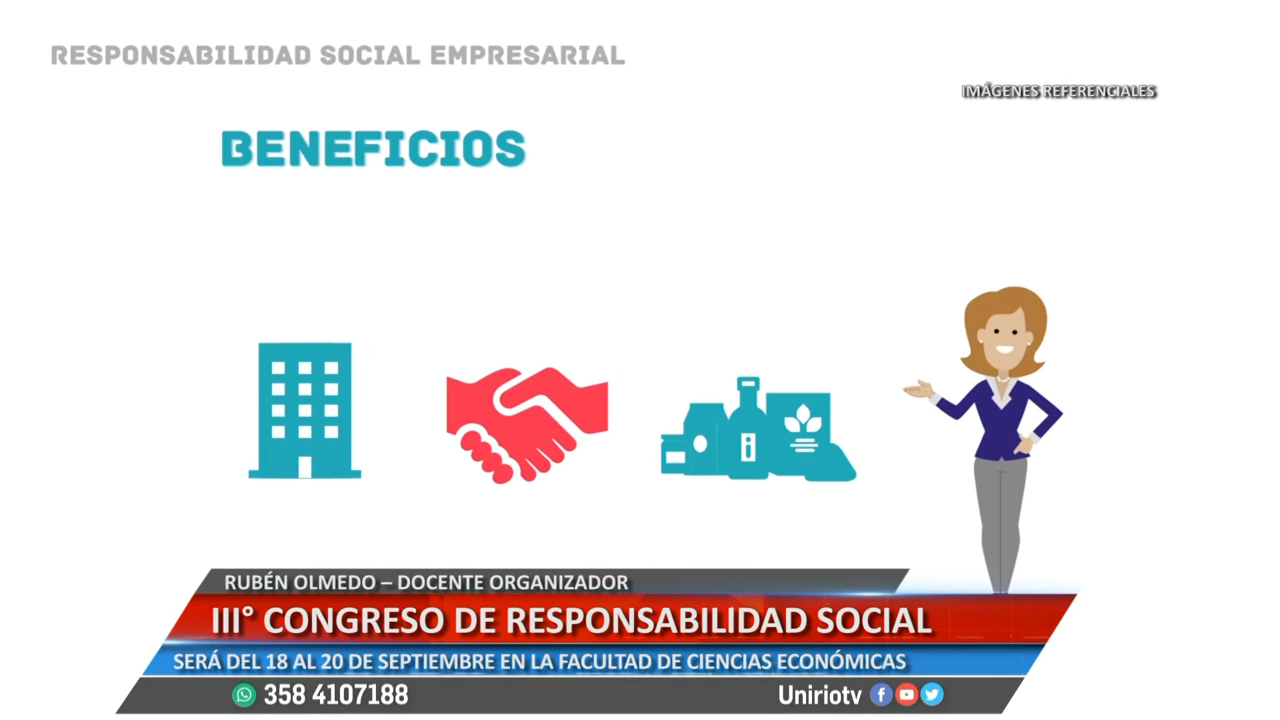 RESPONSABILIDAD SOCIAL EMPRESARIAL
IMÁGENES REFERENCIALES
BENEFICIOS
i
RUBÉN OLMEDO – DOCENTE ORGANIZADOR
III° CONGRESO DE RESPONSABILIDAD SOCIAL
SERÁ DEL 18 AL 20 DE SEPTIEMBRE EN LA FACULTAD DE CIENCIAS ECONÓMICAS
358 4107188 Uniriotv